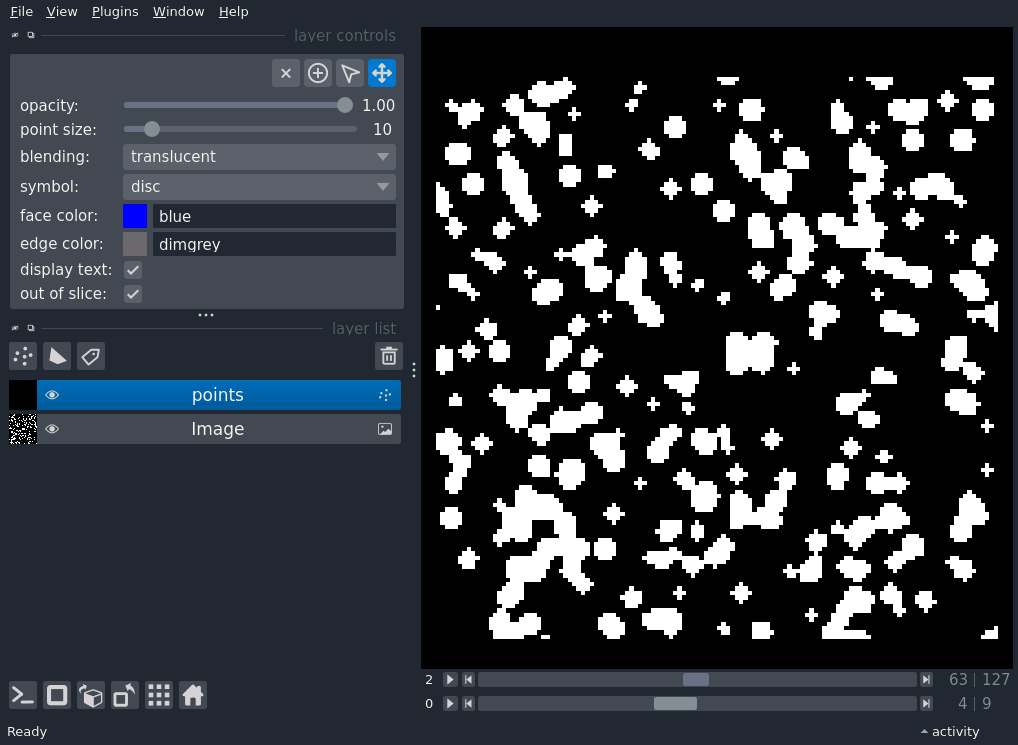 File View Plugins Window Help
layer controls
opacity: 1.00
point size: 10
blending: translucent
symbol: disc
face color: blue
edge color: dimgrey
display text:
out of slice:
layer list
points
Image
2 63 | 127
0 4 | 9
Ready activity